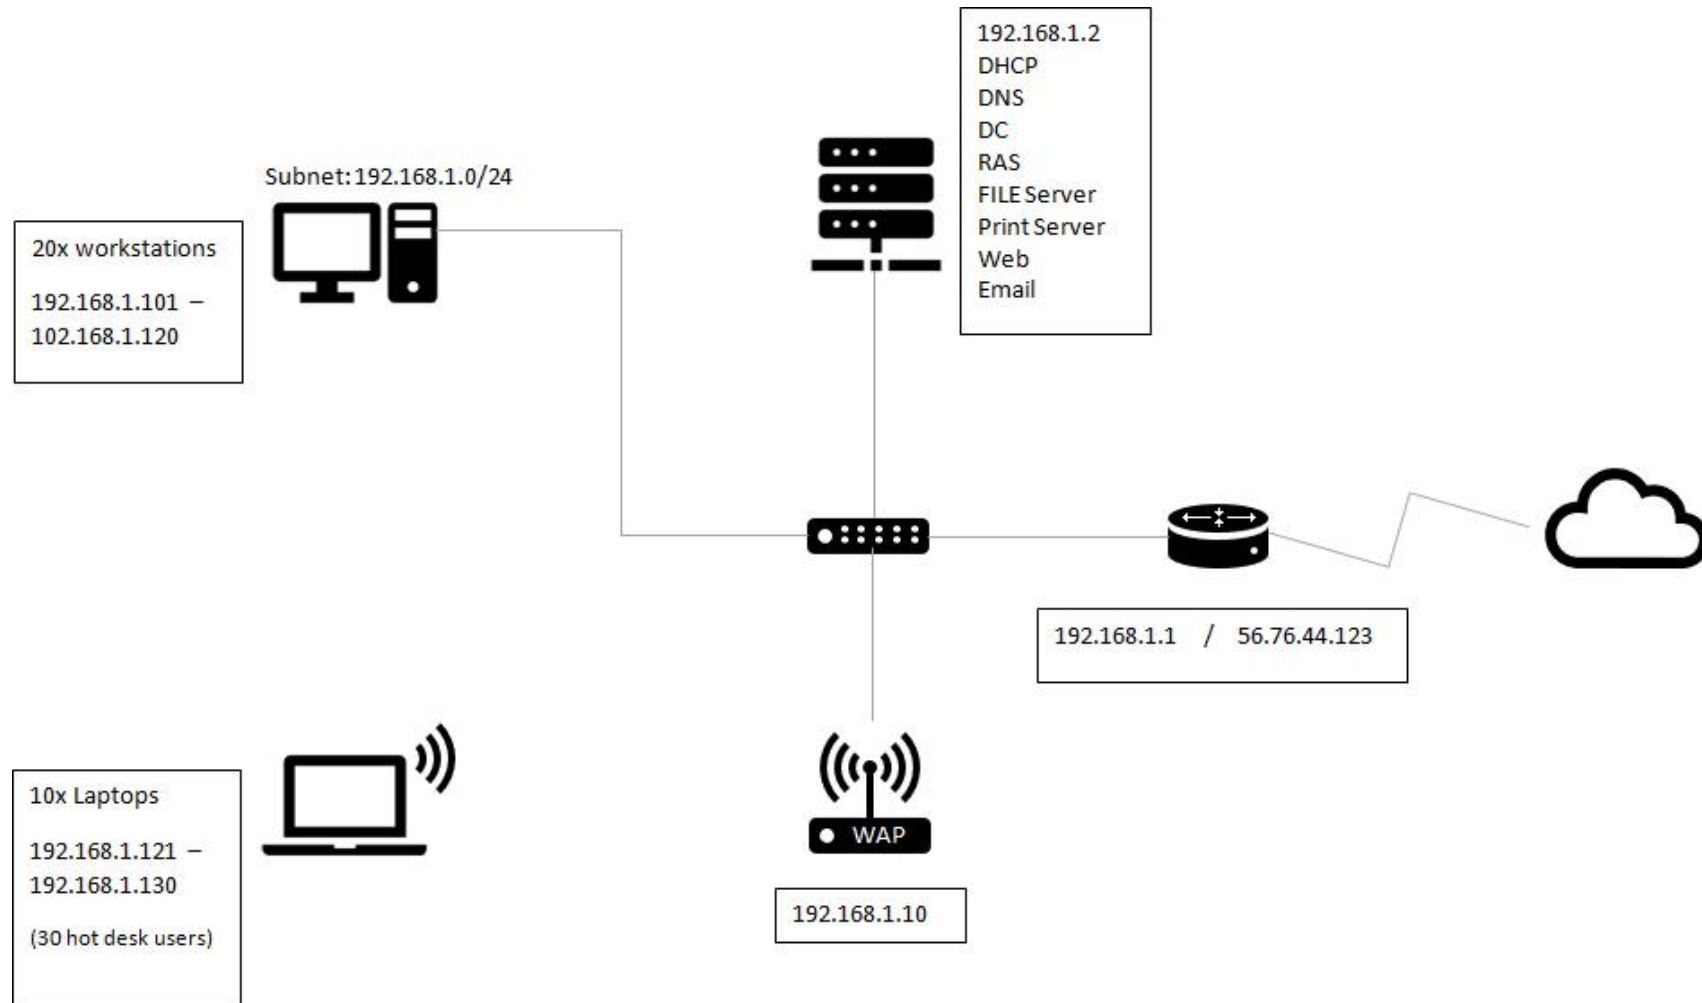 192.168.1.2
DHCP
DNS
DC
RAS
FILE Server
Print Server
Web
Email
Subnet: 192.168.1.0/24
20x workstations
192.168.1.101 –
102.168.1.120
192.168.1.1 / 56.76.44.123
10x Laptops
192.168.1.121 –
192.168.1.130
(30 hot desk users)
WAP
192.168.1.10